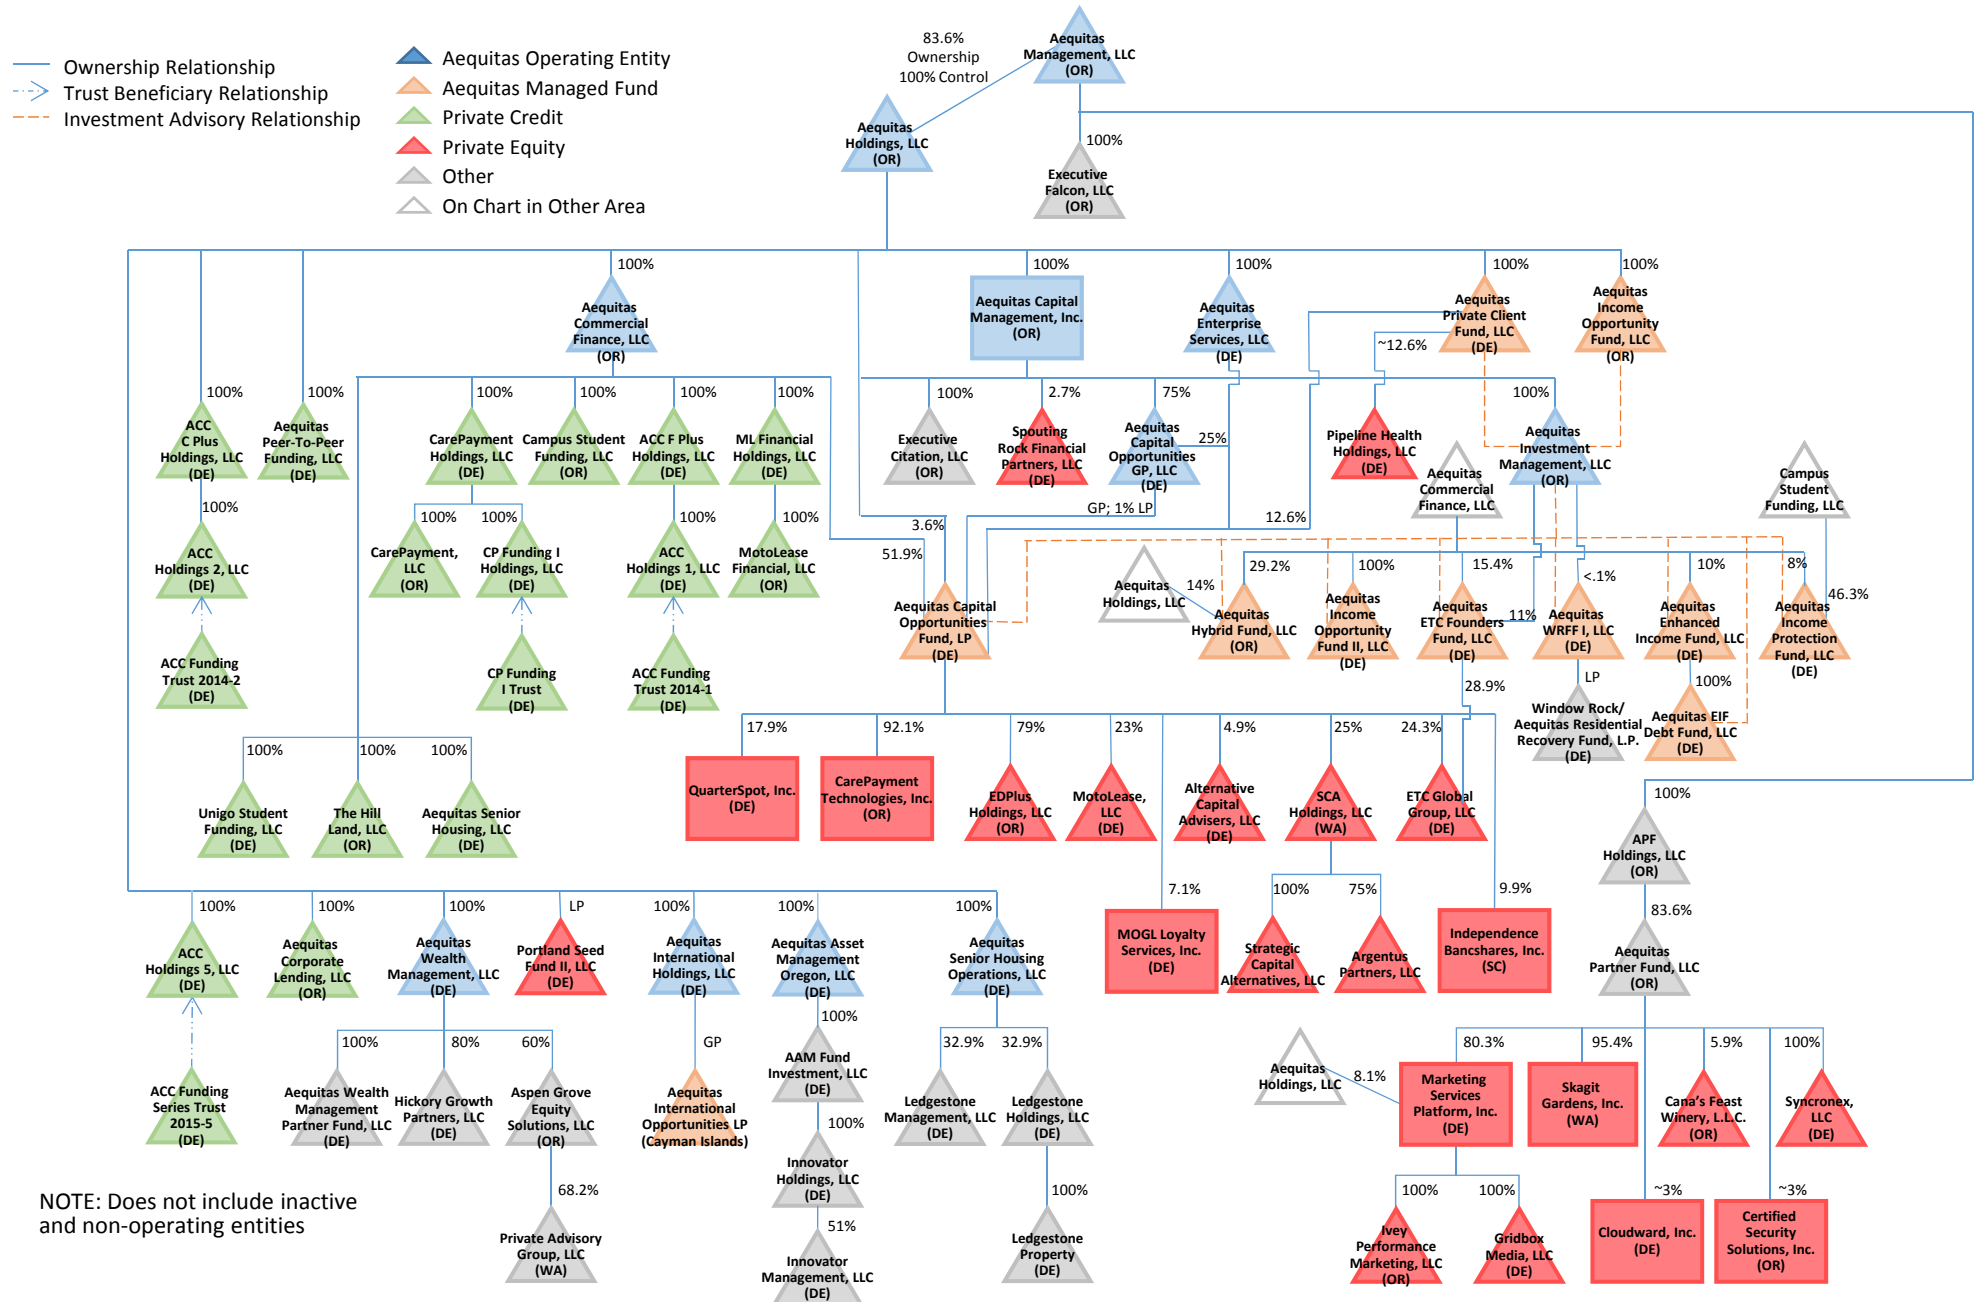 Ownership Relationship
Trust Beneficiary Relationship
Investment Advisory Relationship
Aequitas Operating Entity
Aequitas Managed Fund
Private Credit
Private Equity
Other
On Chart in Other Area
83.6%
Ownership
100% Control
Aequitas
Management, LLC
(OR)
Aequitas
Holdings, LLC
(OR)
100%
Executive
Falcon, LLC
(OR)
100%
Aequitas
Commercial
Finance, LLC
(OR)
100%
Aequitas Capital
Management, Inc.
(OR)
100%
Aequitas
Enterprise
Services, LLC
(DE)
100%
Aequitas
Private Client
Fund, LLC
(DE)
100%
Aequitas
Income
Opportunity
Fund, LLC
(OR)
~12.6%
100%
ACC
C Plus
Holdings, LLC
(DE)
100%
Aequitas
Peer-To-Peer
Funding, LLC
(DE)
100%
CarePayment
Holdings, LLC
(DE)
100%
Campus Student
Funding, LLC
(OR)
100%
ACC F Plus
Holdings, LLC
(DE)
100%
ML Financial
Holdings, LLC
(DE)
100%
Executive
Citation, LLC
(OR)
2.7%
Spouting
Rock Financial
Partners, LLC
(DE)
75%
Aequitas
Capital
Opportunities
GP, LLC
(DE)
25%
Pipeline Health
Holdings, LLC
(DE)
100%
Aequitas
Investment
Management, LLC
(OR)
Aequitas
Commercial
Finance, LLC
Campus
Student
Funding, LLC
GP; 1% LP
12.6%
3.6%
51.9%
100%
ACC
Holdings 2, LLC
(DE)
100%
CarePayment,
LLC
(OR)
100%
CP Funding I
Holdings, LLC
(DE)
100%
ACC
Holdings 1, LLC
(DE)
100%
MotoLease
Financial, LLC
(OR)
ACC Funding
Trust 2014-2
(DE)
CP Funding
I Trust
(DE)
ACC Funding
Trust 2014-1
(DE)
Aequitas Capital
Opportunities
Fund, LP
(DE)
Aequitas
Holdings, LLC
14%
29.2%
Aequitas
Hybrid Fund, LLC
(OR)
100%
Aequitas
Income
Opportunity
Fund II, LLC
(DE)
15.4%
Aequitas
ETC Founders
Fund, LLC
(DE)
11%
<.1%
Aequitas
WRFF I, LLC
(DE)
10%
Aequitas
Enhanced
Income Fund, LLC
(DE)
8%
46.3%
Aequitas
Income
Protection
Fund, LLC
(DE)
28.9%
LP
Window Rock/
Aequitas Residential
Recovery Fund, L.P.
(DE)
100%
Aequitas EIF
Debt Fund, LLC
(DE)
100%
Unigo Student
Funding, LLC
(DE)
100%
The Hill
Land, LLC
(OR)
100%
Aequitas Senior
Housing, LLC
(DE)
17.9%
QuarterSpot, Inc.
(DE)
92.1%
CarePayment
Technologies, Inc.
(OR)
79%
EDPlus
Holdings, LLC
(OR)
23%
MotoLease,
LLC
(DE)
4.9%
Alternative
Capital
Advisers, LLC
(DE)
25%
SCA
Holdings, LLC
(WA)
24.3%
ETC Global
Group, LLC
(DE)
7.1%
MOGL Loyalty
Services, Inc.
(DE)
100%
Strategic
Capital
Alternatives, LLC
75%
Argentus
Partners, LLC
9.9%
Independence
Bancshares, Inc.
(SC)
100%
APF
Holdings, LLC
(OR)
83.6%
Aequitas
Partner Fund, LLC
(OR)
100%
ACC
Holdings 5, LLC
(DE)
100%
Aequitas
Corporate
Lending, LLC
(OR)
100%
Aequitas
Wealth
Management, LLC
(DE)
LP
Portland Seed
Fund II, LLC
(DE)
100%
Aequitas
International
Holdings, LLC
(DE)
100%
Aequitas Asset
Management
Oregon, LLC
(DE)
100%
Aequitas
Senior Housing
Operations, LLC
(DE)
ACC Funding
Series Trust
2015-5
(DE)
100%
Aequitas Wealth
Management
Partner Fund, LLC
(DE)
80%
Hickory Growth
Partners, LLC
(DE)
60%
Aspen Grove
Equity
Solutions, LLC
(OR)
68.2%
Private Advisory
Group, LLC
(WA)
GP
Aequitas
International
Opportunities LP
(Cayman Islands)
100%
AAM Fund
Investment, LLC
(DE)
100%
Innovator
Holdings, LLC
(DE)
51%
Innovator
Management, LLC
(DE)
32.9%
Ledgestone
Management, LLC
(DE)
32.9%
Ledgestone
Holdings, LLC
(DE)
100%
Ledgestone
Property
(DE)
Aequitas
Holdings, LLC
8.1%
80.3%
Marketing
Services
Platform, Inc.
(DE)
95.4%
Skagit
Gardens, Inc.
(WA)
5.9%
Cana's Feast
Winery, L.L.C.
(OR)
100%
Syncronex,
LLC
(DE)
100%
Ivey
Performance
Marketing, LLC
(OR)
100%
Gridbox
Media, LLC
(DE)
~3%
Cloudward, Inc.
(DE)
~3%
Certified
Security
Solutions, Inc.
(OR)
NOTE: Does not include inactive
and non-operating entities